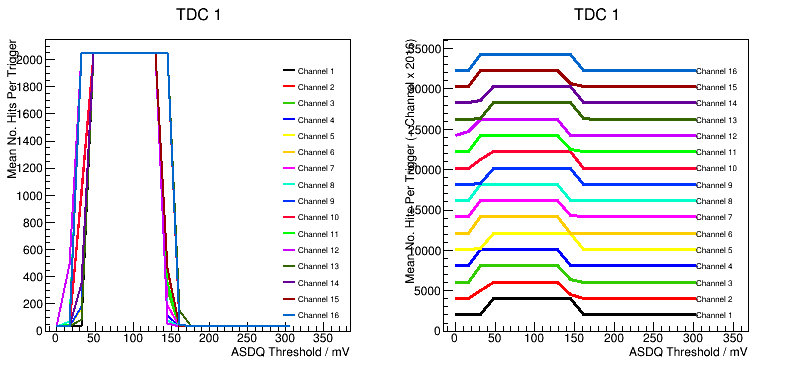 TDC 1
Mean No. Hits Per Trigger
2000
1800
1600
1400
1200
1000
800
600
400
200
0
0 50 100 150 200 250 300 350
ASDQ Threshold / mV
Channel 1
Channel 2
Channel 3
Channel 4
Channel 5
Channel 6
Channel 7
Channel 8
Channel 9
Channel 10
Channel 11
Channel 12
Channel 13
Channel 14
Channel 15
Channel 16
TDC 1
Mean No. Hits Per Trigger (+ Channel x 2016)
35000
30000
25000
20000
15000
10000
5000
0
0 50 100 150 200 250 300 350
ASDQ Threshold / mV
Channel 16
Channel 15
Channel 14
Channel 13
Channel 12
Channel 11
Channel 10
Channel 9
Channel 8
Channel 7
Channel 6
Channel 5
Channel 4
Channel 3
Channel 2
Channel 1